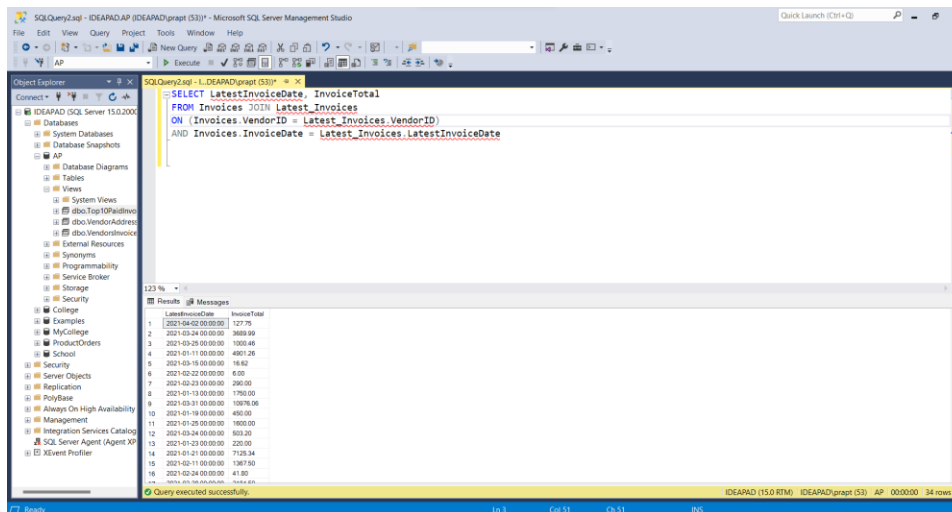 SQLQuery2.sql - IDEAPAD.AP (IDEAPAD\prapt (53))* - Microsoft SQL Server Management Studio
Quick Launch (Ctrl+Q)
File Edit View Query Project Tools Window Help
New Query
AP
Execute
Object Explorer
SQLQuery2.sql - I...DEAPAD\prapt (53))*
Connect
IDEAPAD (SQL Server 15.0.2000
Databases
System Databases
Database Snapshots
AP
Database Diagrams
Tables
Views
System Views
dbo.Top10PaidInvo
dbo.VendorAddress
dbo.VendorsInvoice
External Resources
Synonyms
Programmability
Service Broker
Storage
Security
College
Examples
MyCollege
ProductOrders
School
Security
Server Objects
Replication
PolyBase
Always On High Availability
Management
Integration Services Catalog
SQL Server Agent (Agent XP
XEvent Profiler
SELECT LatestInvoiceDate, InvoiceTotal
FROM Invoices JOIN Latest_Invoices
ON (Invoices.VendorID = Latest_Invoices.VendorID)
AND Invoices.InvoiceDate = Latest_Invoices.LatestInvoiceDate
123 %
Results Messages
LatestInvoiceDate InvoiceTotal
1 2021-04-02 00:00:00 127.75
2 2021-03-24 00:00:00 3689.99
3 2021-03-25 00:00:00 1000.46
4 2021-01-11 00:00:00 4901.26
5 2021-03-15 00:00:00 16.62
6 2021-02-22 00:00:00 6.00
7 2021-02-23 00:00:00 290.00
8 2021-01-13 00:00:00 1750.00
9 2021-03-31 00:00:00 10976.06
10 2021-01-19 00:00:00 450.00
11 2021-01-25 00:00:00 1600.00
12 2021-03-24 00:00:00 503.20
13 2021-01-23 00:00:00 220.00
14 2021-01-21 00:00:00 7125.34
15 2021-02-11 00:00:00 1367.50
16 2021-02-24 00:00:00 41.80
Query executed successfully.
IDEAPAD (15.0 RTM) IDEAPAD\prapt (53) AP 00:00:00 34 rows
Ready Ln 3 Col 51 Ch 51 INS